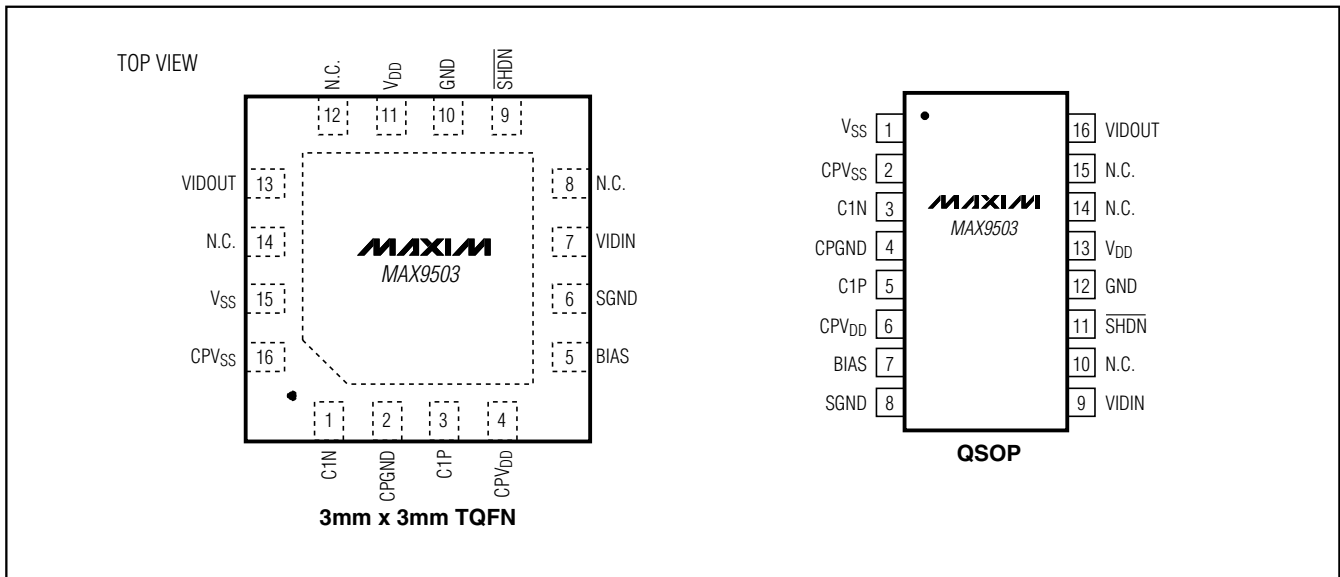 TOP VIEW
N.C. VDD GND SHDN
12 11 10 9
VIDOUT 13
N.C. 14
VSS 15
CPVSS 16
8 N.C.
7 VIDIN
6 SGND
5 BIAS
MAXIM
MAX9503
1 2 3 4
C1N CPGND C1P CPVDD
3mm x 3mm TQFN
VSS 1
CPVSS 2
C1N 3
CPGND 4
C1P 5
CPVDD 6
BIAS 7
SGND 8
MAXIM
MAX9503
16 VIDOUT
15 N.C.
14 N.C.
13 VDD
12 GND
11 SHDN
10 N.C.
9 VIDIN
QSOP